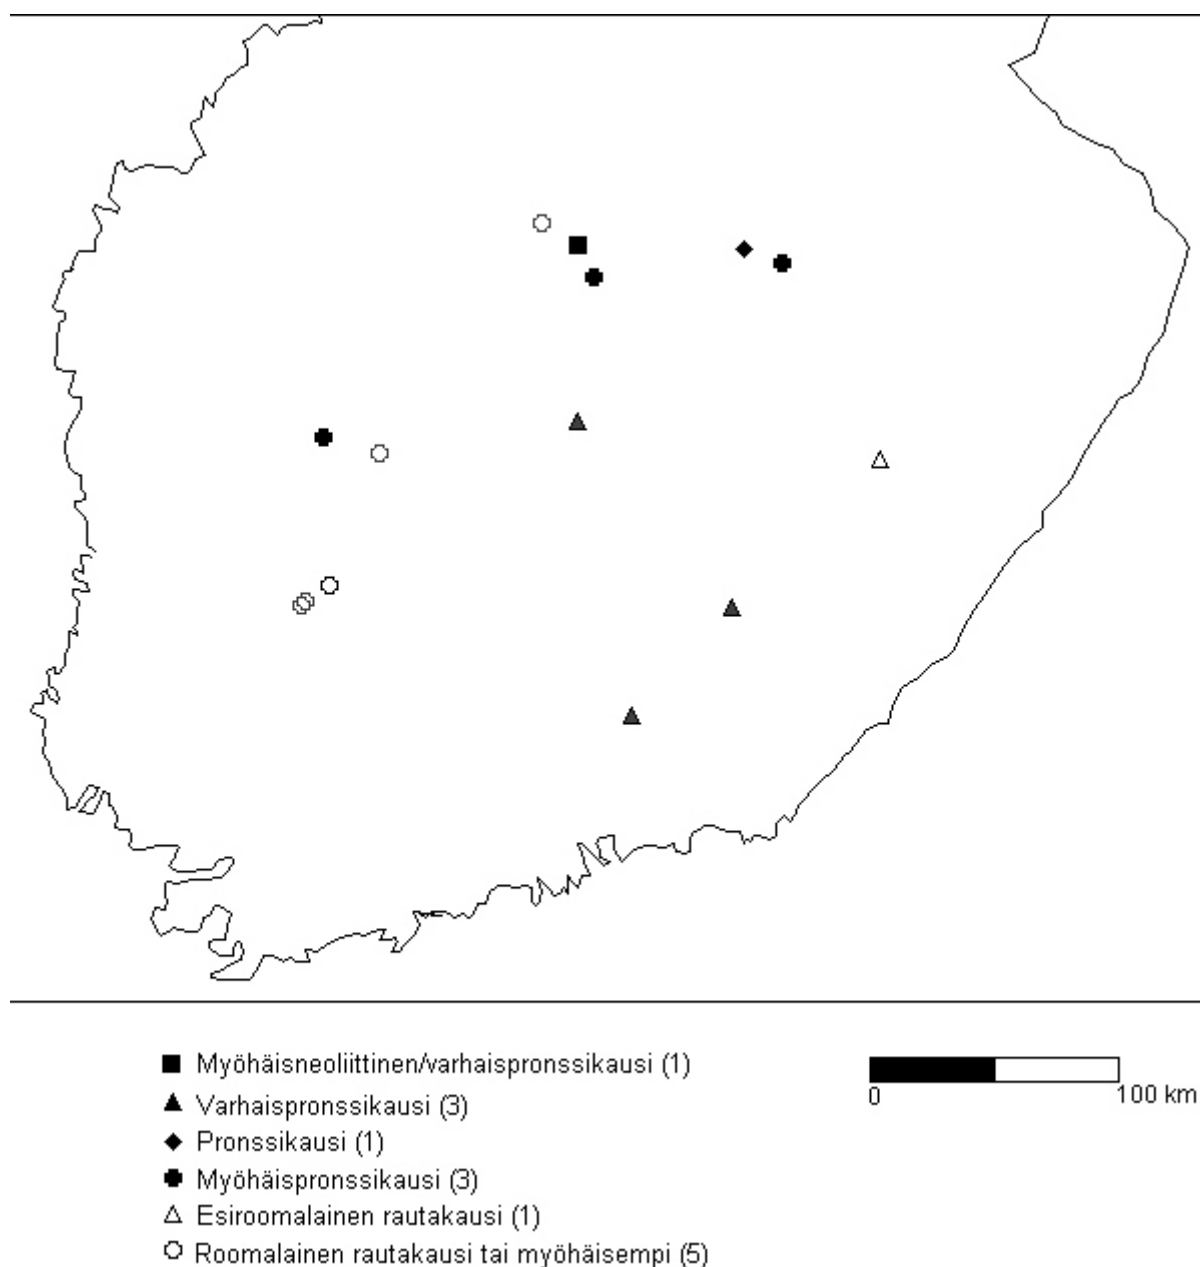 Myöhäisneoliittinen/varhaispronssikausi (1)
Varhaispronssikausi (3)
Pronssikausi (1)
Myöhäispronssikausi (3)
Esiroomalainen rautakausi (1)
Roomalainen rautakausi tai myöhäisempi (5)
0 100 km